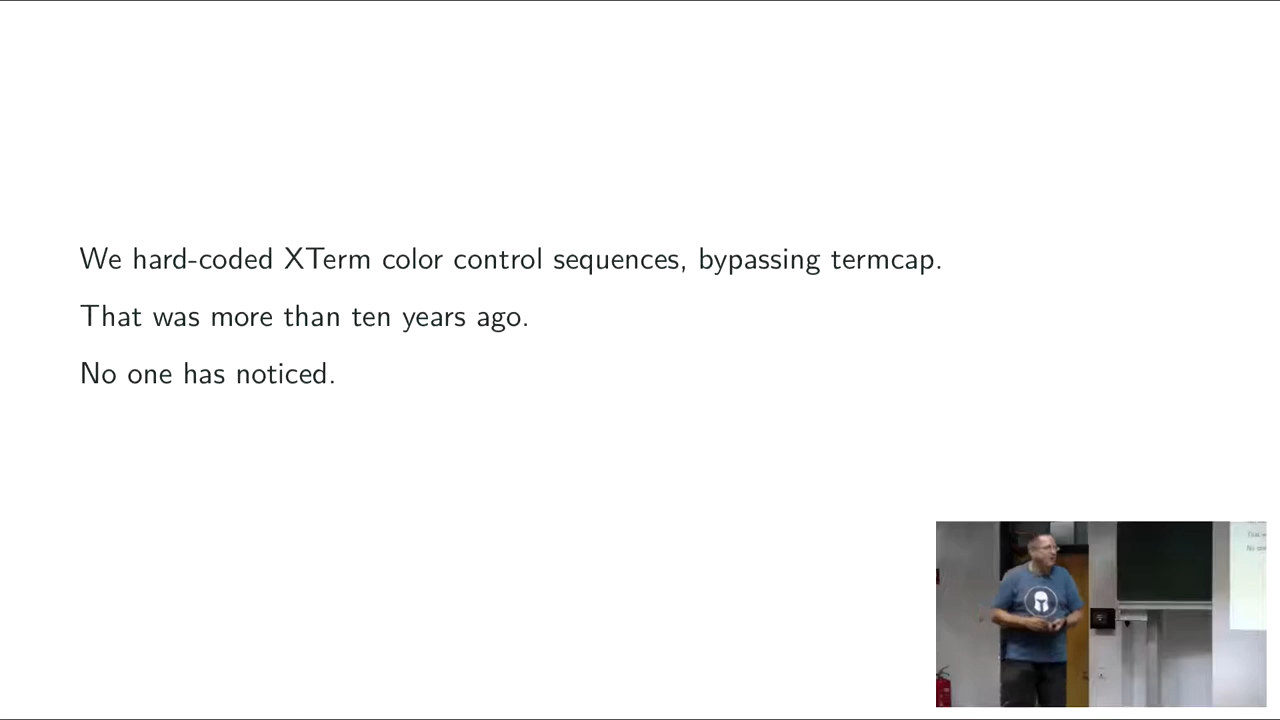 We hard-coded XTerm color control sequences, bypassing termcap.
That was more than ten years ago.
No one has noticed.